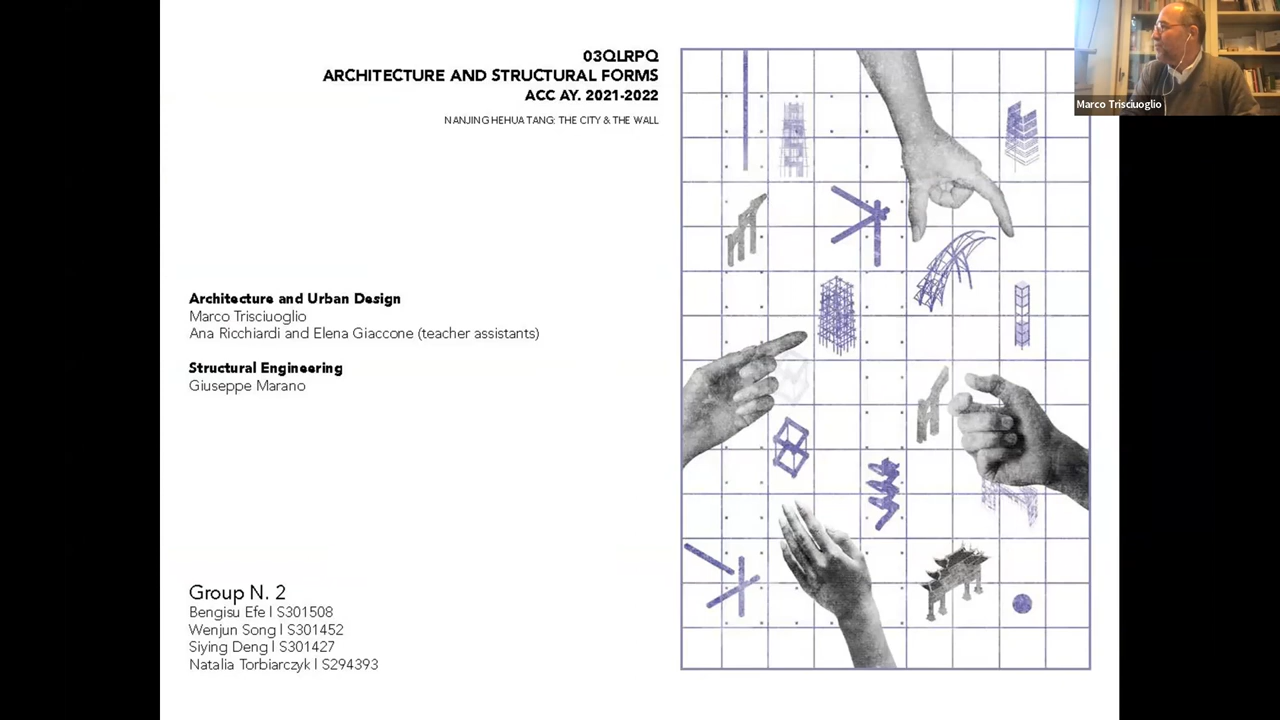 03QLRPQ
ARCHITECTURE AND STRUCTURAL FORMS
ACC AY. 2021-2022
NANJING HEHUA TANG: THE CITY & THE WALL
Marco Trisciuoglio
Architecture and Urban Design
Marco Trisciuoglio
Ana Ricchiardi and Elena Giaccone (teacher assistants)
Structural Engineering
Giuseppe Marano
Group N. 2
Bengisu Efe l S301508
Wenjun Song l S301452
Siying Deng l S301427
Natalia Torbiarczyk l S294393